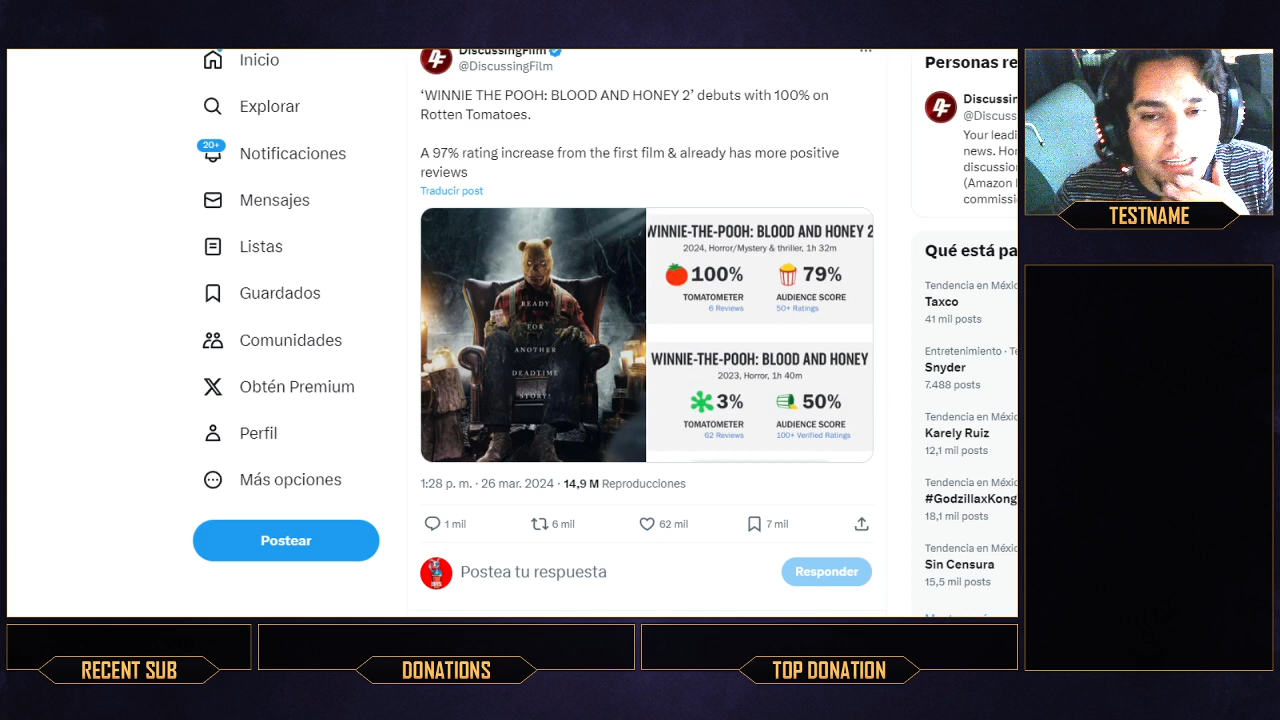 Inicio
Explorar
20+
Notificaciones
Mensajes
Listas
Guardados
Comunidades
Obtén Premium
Perfil
Más opciones
Postear
DiscussingFilm
@DiscussingFilm
‘WINNIE THE POOH: BLOOD AND HONEY 2’ debuts with 100% on
Rotten Tomatoes.
A 97% rating increase from the first film & already has more positive
reviews
Traducir post
READY
FOR
ANOTHER
DEADTIME
STORY?
WINNIE-THE-POOH: BLOOD AND HONEY 2
2024, Horror/Mystery & thriller, 1h 32m
100% 79%
TOMATOMETER AUDIENCE SCORE
6 Reviews 50+ Ratings
WINNIE-THE-POOH: BLOOD AND HONEY
2023, Horror, 1h 40m
3% 50%
TOMATOMETER AUDIENCE SCORE
62 Reviews 100+ Verified Ratings
1:28 p. m. · 26 mar. 2024 · 14,9 M Reproducciones
1 mil 6 mil 62 mil 7 mil
Postea tu respuesta
Responder
Personas re
Discussin
@Discuss
Your leadi
news. Hor
discussion
(Amazon
commissi
Qué está pa
Tendencia en Méxic
Taxco
41 mil posts
Entretenimiento · Te
Snyder
7.488 posts
Tendencia en Méxic
Karely Ruiz
12,1 mil posts
Tendencia en Méxic
#GodzillaxKong
18,1 mil posts
Tendencia en Méxic
Sin Censura
15,5 mil posts
TESTNAME
RECENT SUB
DONATIONS
TOP DONATION